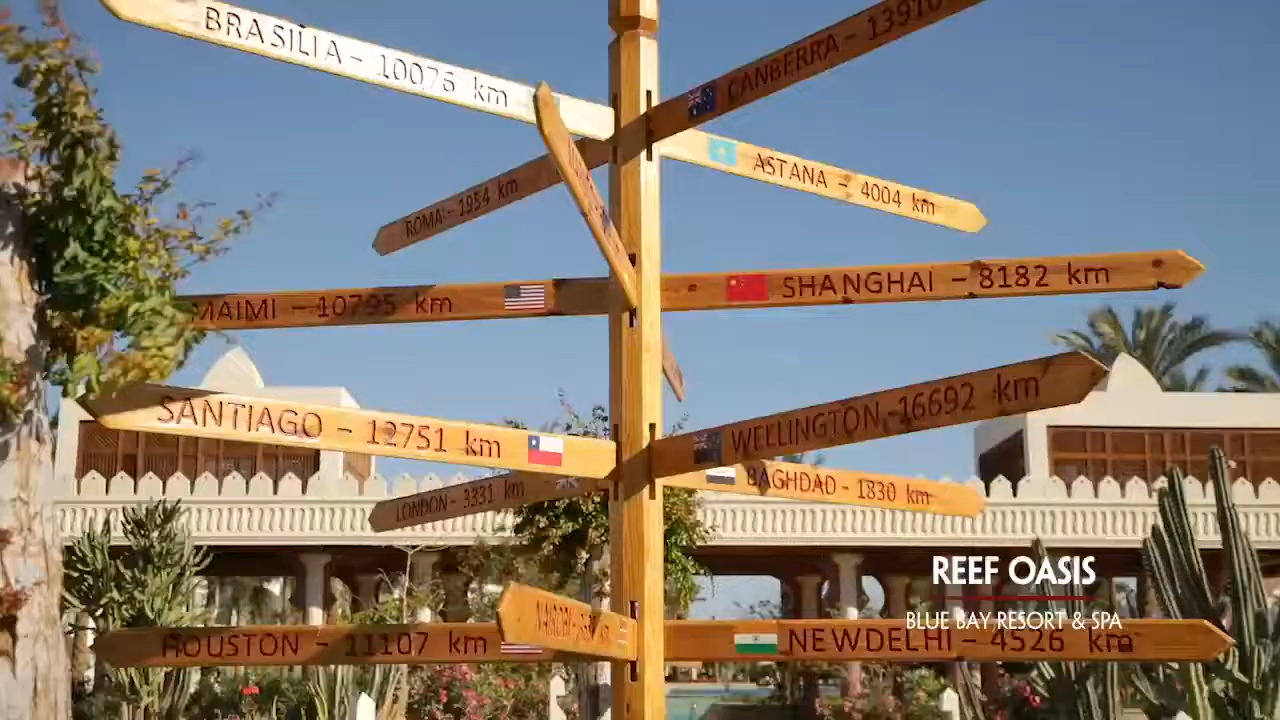 BRASILIA - 10076 km
CANBERRA - 13910
ASTANA - 4004 km
ROMA - 1954 km
MAIMI - 10795 km
SHANGHAI - 8182 km
SANTIAGO - 12751 km
WELLINGTON-16692 km
LONDON - 3331 km
BAGHDAD - 1830 km
REEF OASIS
BLUE BAY RESORT & SPA
NAIROBI
HOUSTON - 11107 km
NEWDELHI - 4526 km